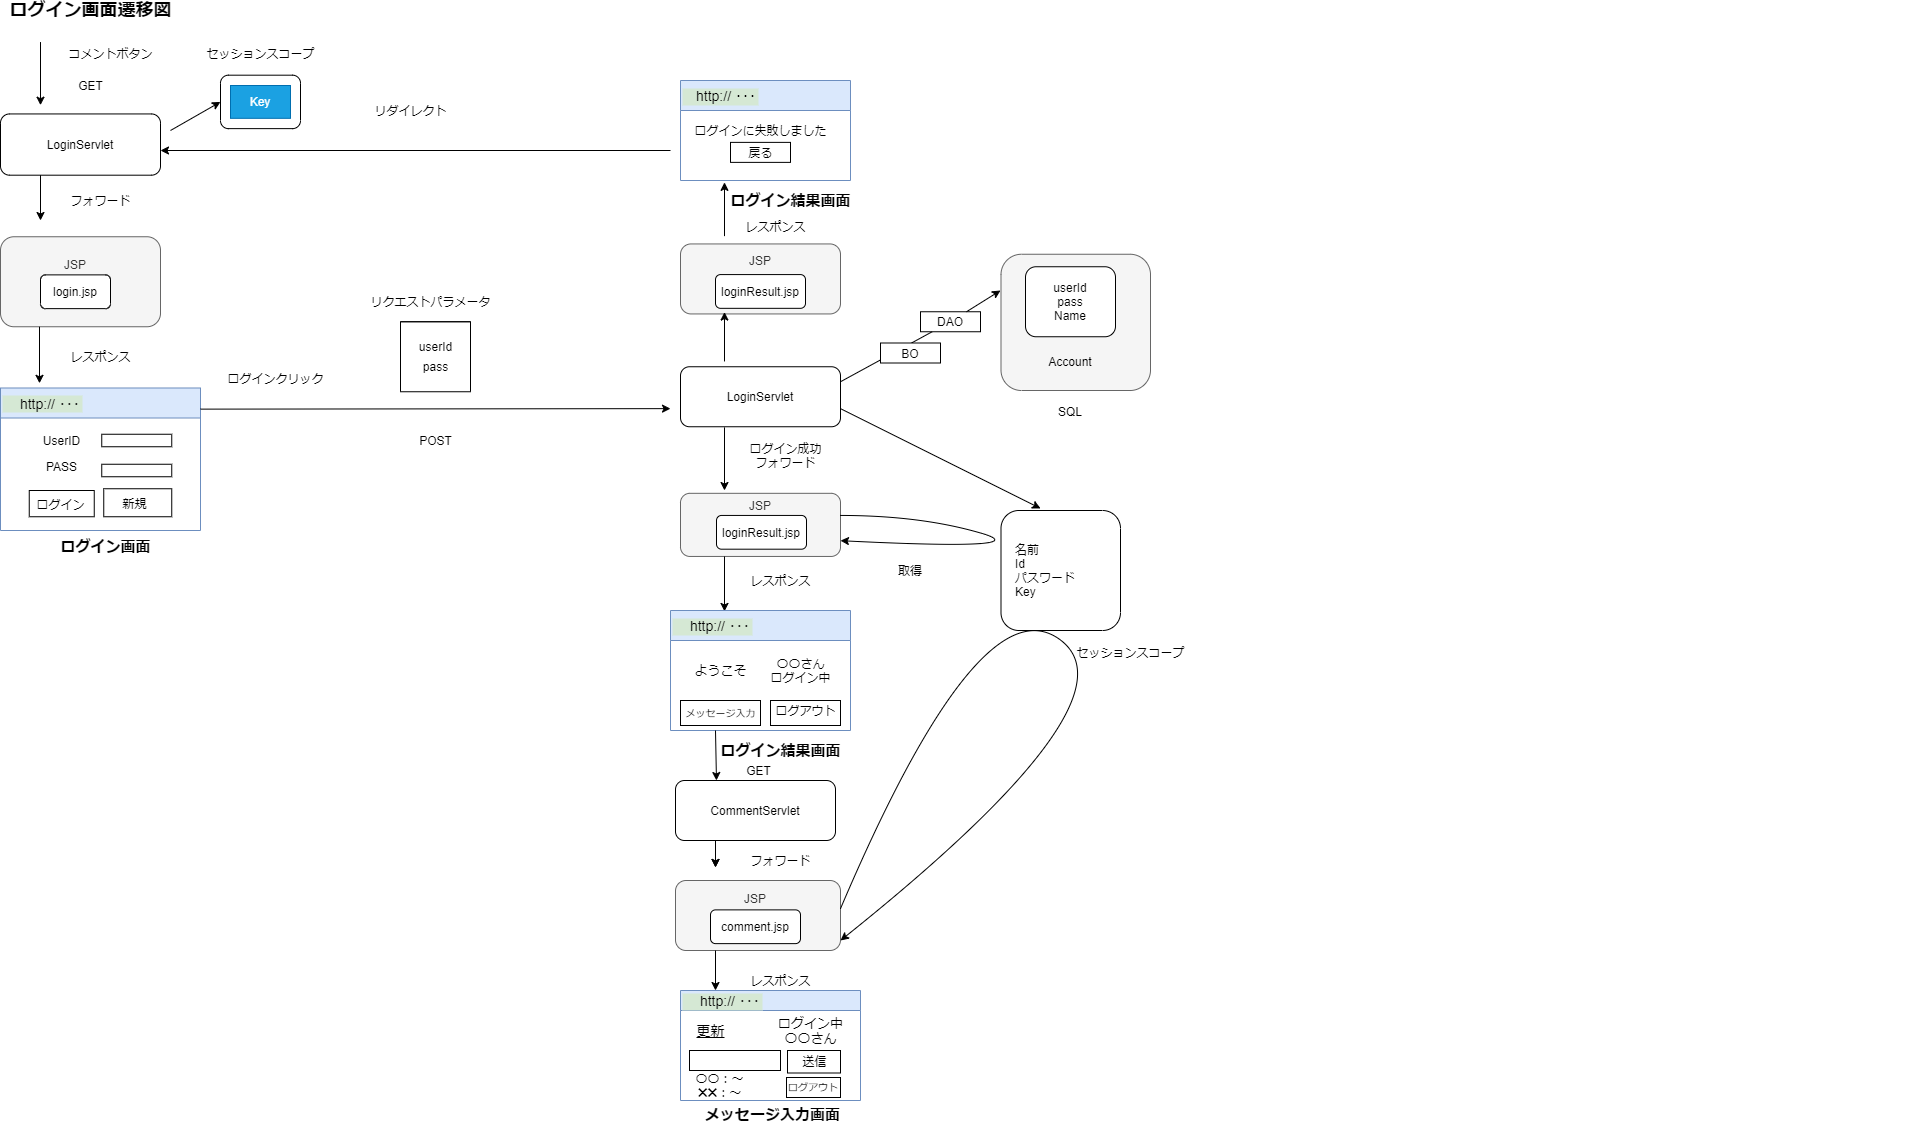 ログイン画面遷移図
コメントボタン
GET
セッションスコープ
Key
LoginServlet
リダイレクト
http:// ･･･
ログインに失敗しました
戻る
ログイン結果画面
レスポンス
フォワード
JSP
login.jsp
レスポンス
http:// ･･･
UserID
PASS
ログイン
新規
ログイン画面
ログインクリック
リクエストパラメータ
userId
pass
POST
JSP
loginResult.jsp
LoginServlet
BO
DAO
userId
pass
Name
Account
SQL
ログイン成功
フォワード
JSP
loginResult.jsp
取得
名前
Id
パスワード
Key
セッションスコープ
レスポンス
http:// ･･･
ようこそ
〇〇さん
ログイン中
メッセージ入力
ログアウト
ログイン結果画面
GET
CommentServlet
フォワード
JSP
comment.jsp
レスポンス
http:// ･･･
更新
ログイン中
〇〇さん
送信
〇〇：～
✕✕：～
ログアウト
メッセージ入力画面